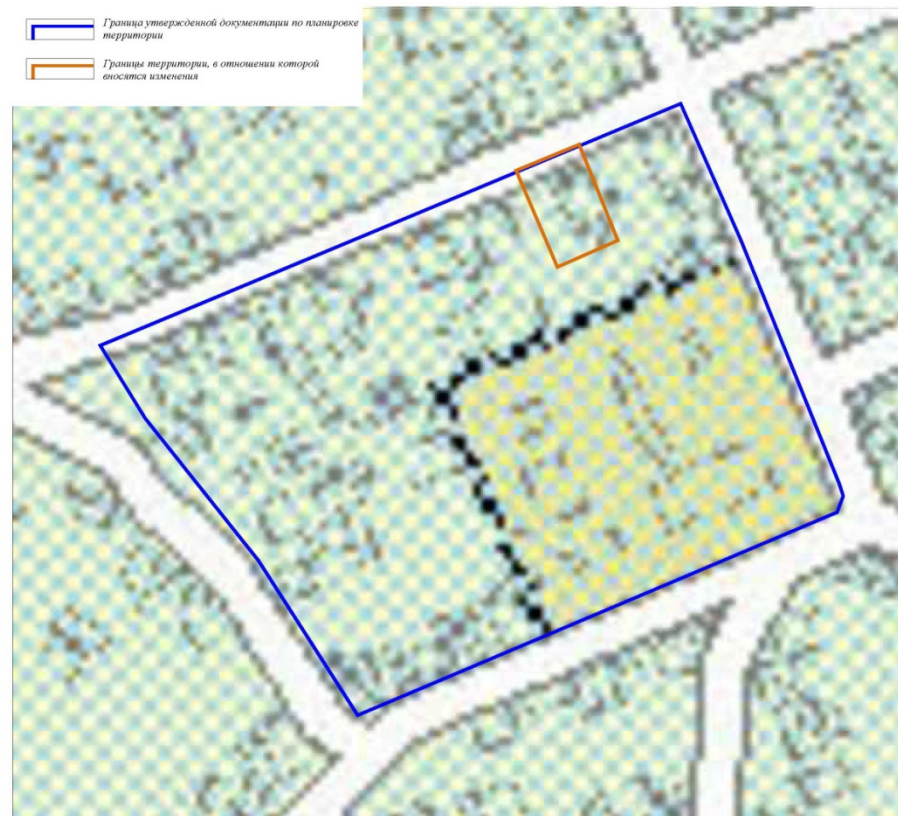 Граница утвержденной документации по планировке
территории
Границы территории, в отношении которой
вносятся изменения